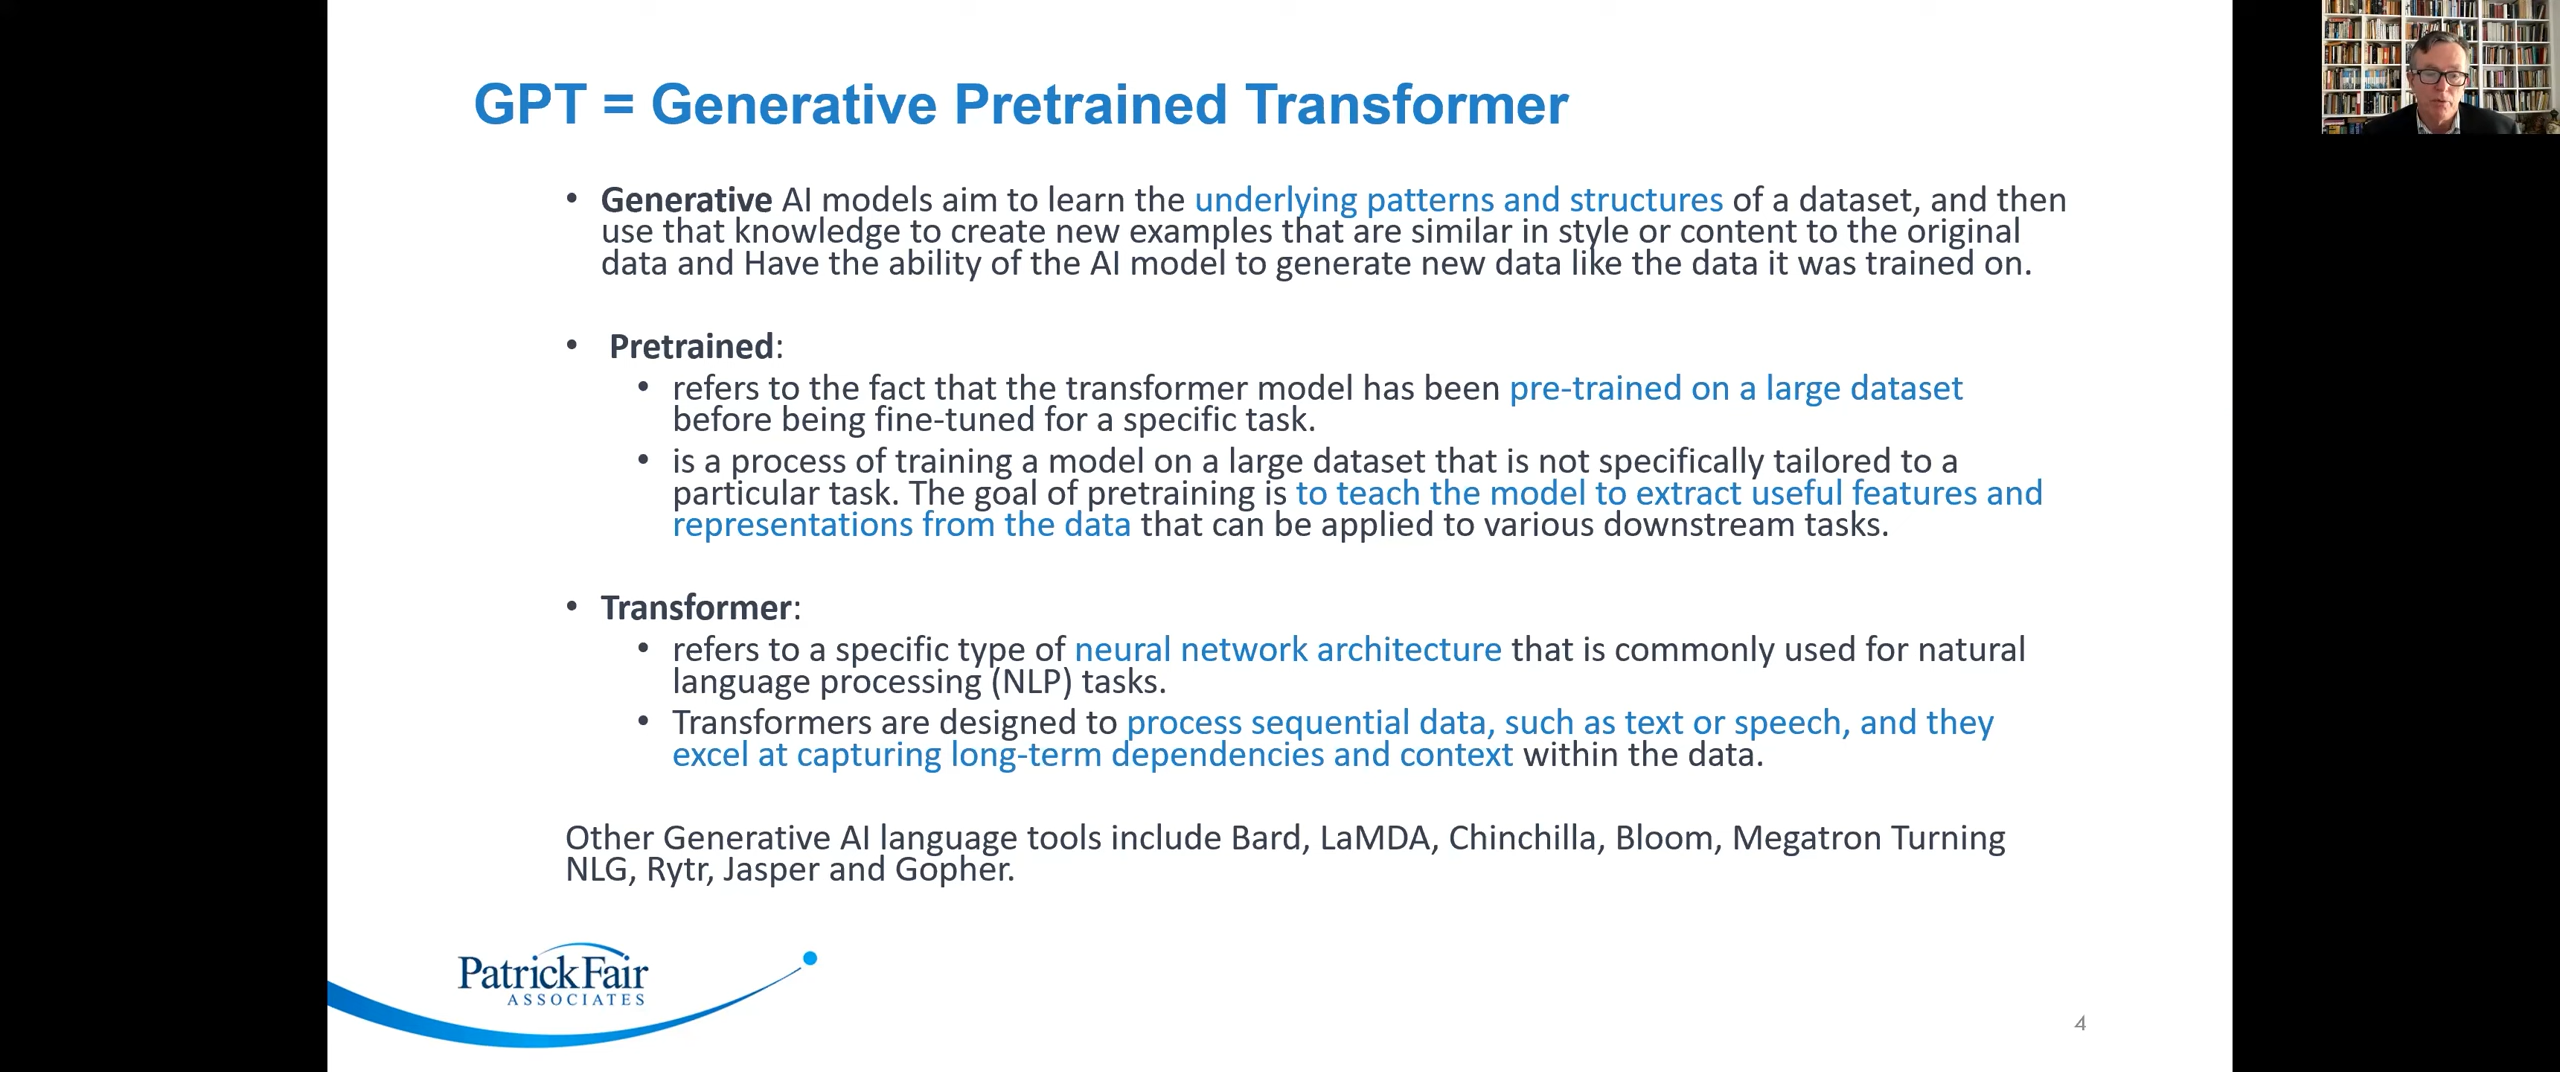 GPT = Generative Pretrained Transformer
• Generative AI models aim to learn the underlying patterns and structures of a dataset, and then
use that knowledge to create new examples that are similar in style or content to the original
data and Have the ability of the AI model to generate new data like the data it was trained on.
• Pretrained:
• refers to the fact that the transformer model has been pre-trained on a large dataset
before being fine-tuned for a specific task.
• is a process of training a model on a large dataset that is not specifically tailored to a
particular task. The goal of pretraining is to teach the model to extract useful features and
representations from the data that can be applied to various downstream tasks.
• Transformer:
• refers to a specific type of neural network architecture that is commonly used for natural
language processing (NLP) tasks.
• Transformers are designed to process sequential data, such as text or speech, and they
excel at capturing long-term dependencies and context within the data.
Other Generative AI language tools include Bard, LaMDA, Chinchilla, Bloom, Megatron Turning
NLG, Rytr, Jasper and Gopher.
PatrickFair
ASSOCIATES
4